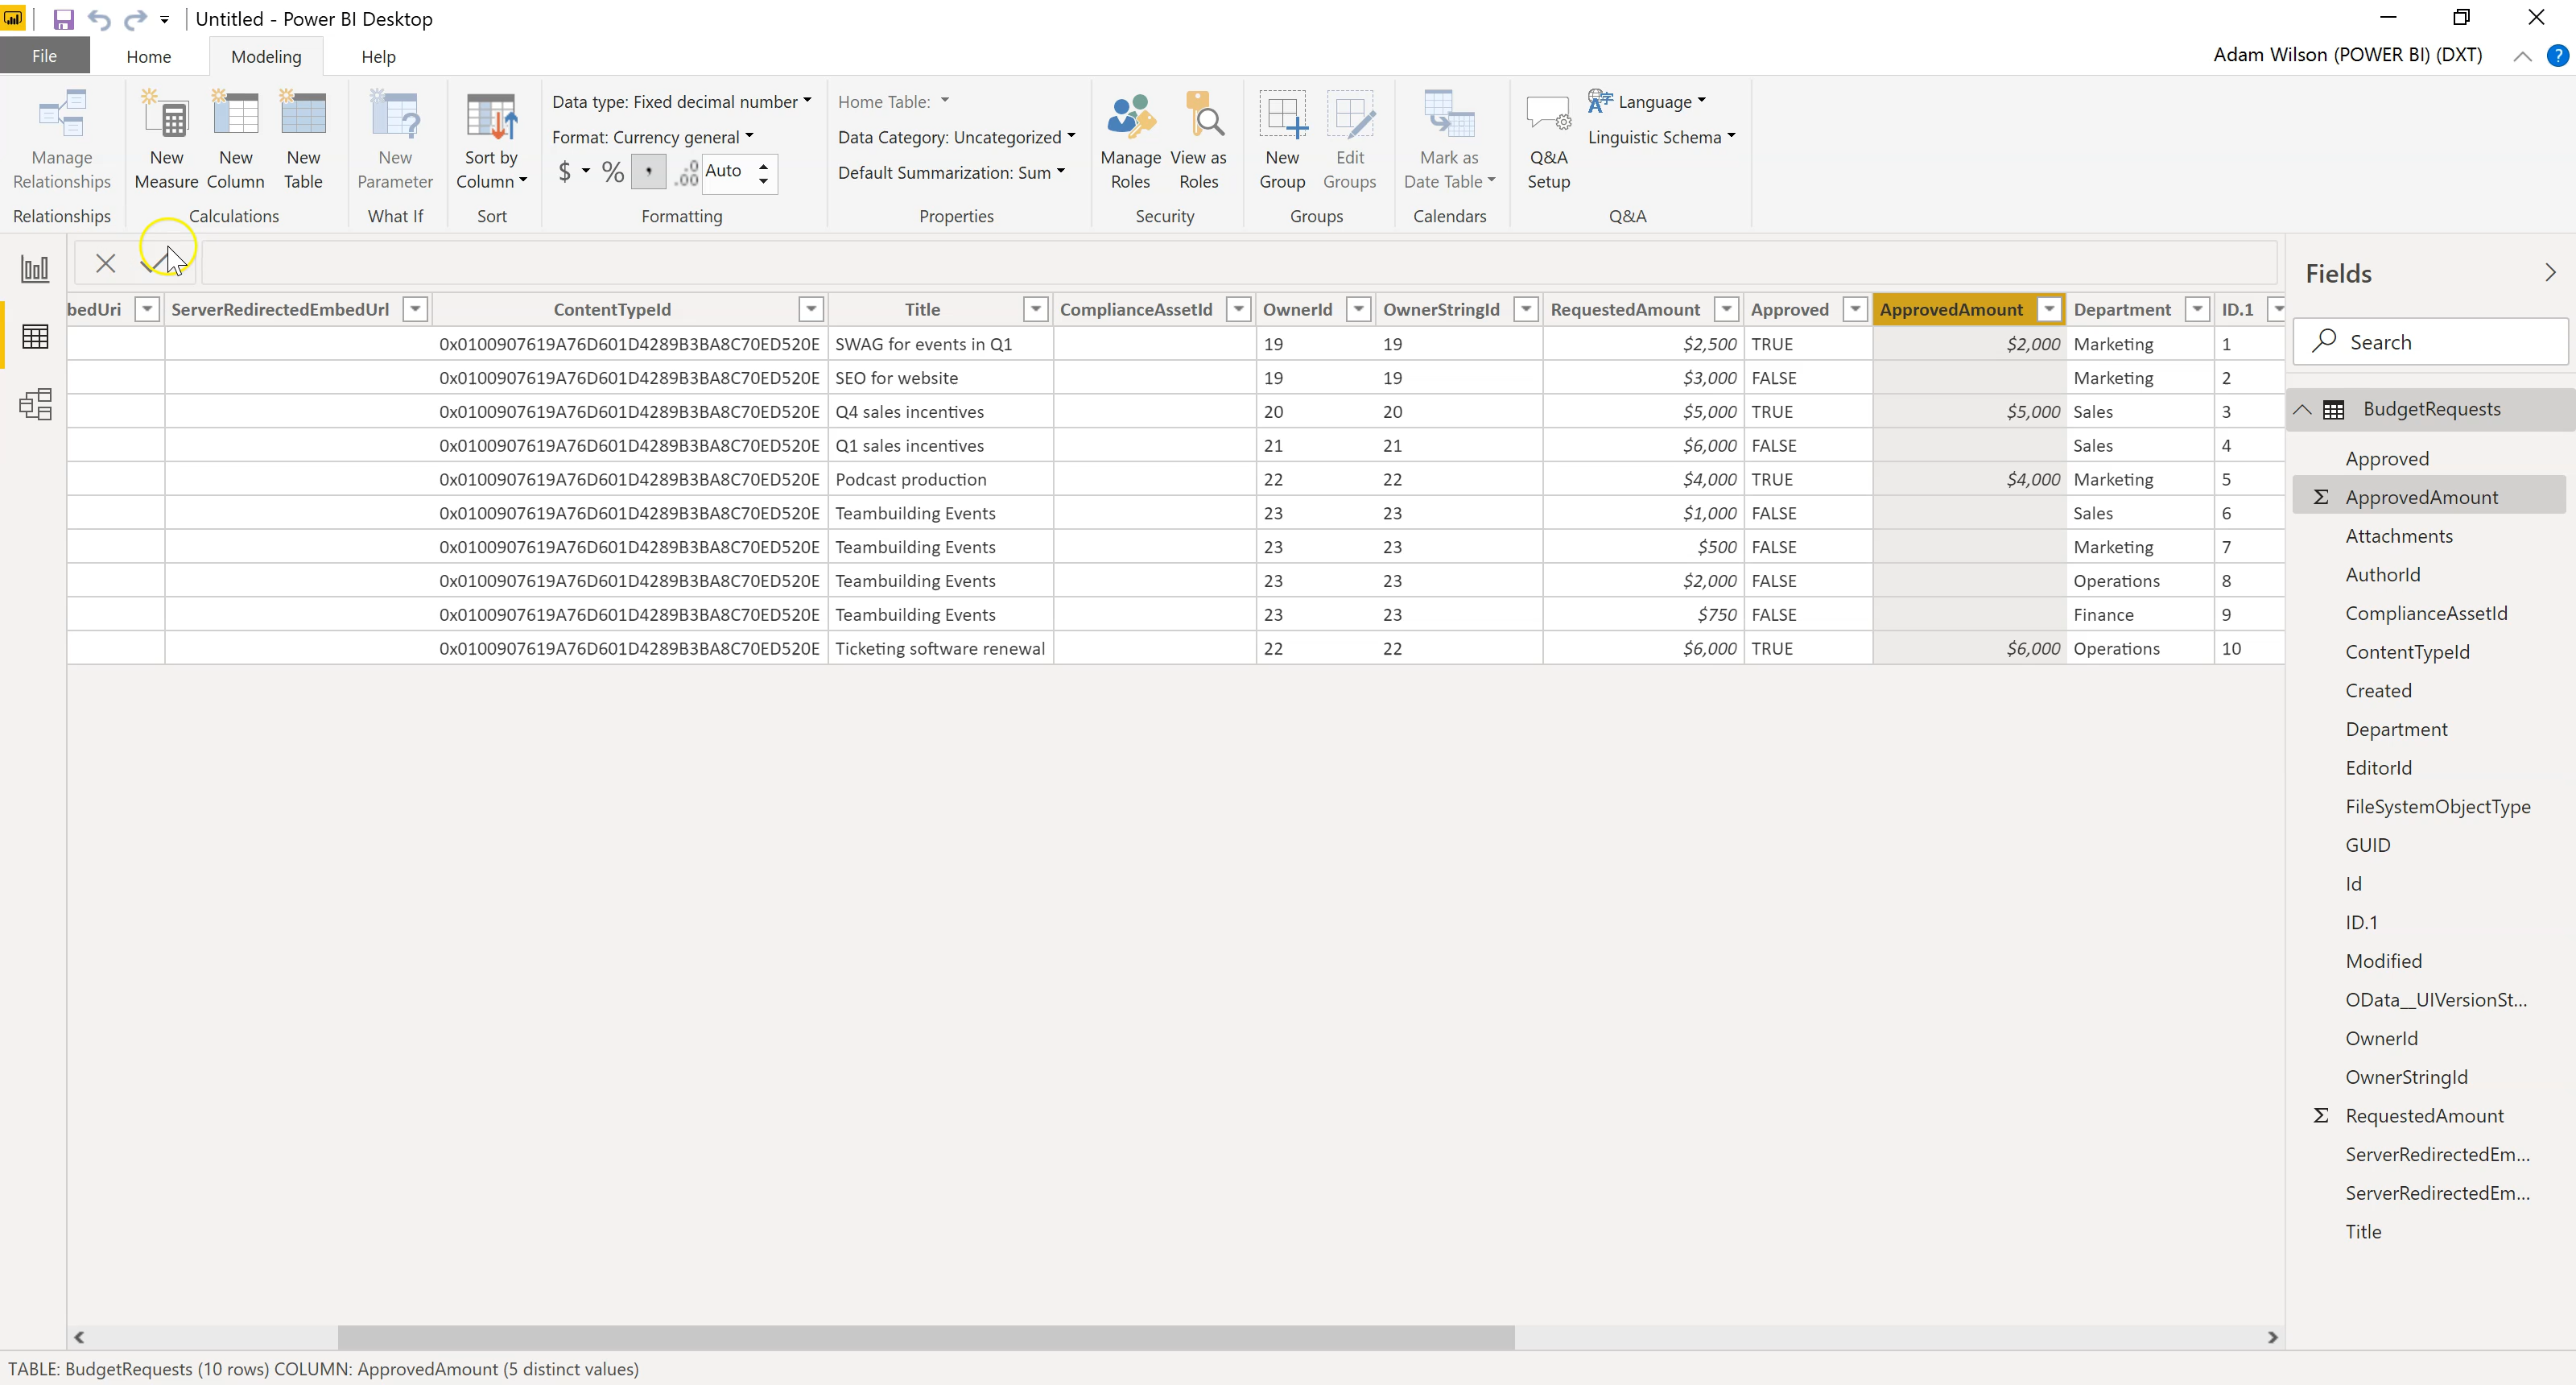 Untitled - Power BI Desktop
File Home Modeling Help Adam Wilson (POWER BI) (DXT) ?
Manage Relationships
Relationships
New Measure
New Column
New Table
Calculations
New Parameter
What If
Sort by Column
Sort
Data type: Fixed decimal number
Format: Currency general
$ % , .00 Auto
Formatting
Home Table:
Data Category: Uncategorized
Default Summarization: Sum
Properties
Manage Roles
View as Roles
Security
New Group
Edit Groups
Groups
Mark as Date Table
Calendars
Q&A Setup
Language
Linguistic Schema
Q&A
bedUri ServerRedirectedEmbedUrl ContentTypeId Title ComplianceAssetId OwnerId OwnerStringId RequestedAmount Approved ApprovedAmount Department ID.1
0x0100907619A76D601D4289B3BA8C70ED520E SWAG for events in Q1 19 19 $2,500 TRUE $2,000 Marketing 1
0x0100907619A76D601D4289B3BA8C70ED520E SEO for website 19 19 $3,000 FALSE Marketing 2
0x0100907619A76D601D4289B3BA8C70ED520E Q4 sales incentives 20 20 $5,000 TRUE $5,000 Sales 3
0x0100907619A76D601D4289B3BA8C70ED520E Q1 sales incentives 21 21 $6,000 FALSE Sales 4
0x0100907619A76D601D4289B3BA8C70ED520E Podcast production 22 22 $4,000 TRUE $4,000 Marketing 5
0x0100907619A76D601D4289B3BA8C70ED520E Teambuilding Events 23 23 $1,000 FALSE Sales 6
0x0100907619A76D601D4289B3BA8C70ED520E Teambuilding Events 23 23 $500 FALSE Marketing 7
0x0100907619A76D601D4289B3BA8C70ED520E Teambuilding Events 23 23 $2,000 FALSE Operations 8
0x0100907619A76D601D4289B3BA8C70ED520E Teambuilding Events 23 23 $750 FALSE Finance 9
0x0100907619A76D601D4289B3BA8C70ED520E Ticketing software renewal 22 22 $6,000 TRUE $6,000 Operations 10
Fields
Search
BudgetRequests
Approved
Σ ApprovedAmount
Attachments
AuthorId
ComplianceAssetId
ContentTypeId
Created
Department
EditorId
FileSystemObjectType
GUID
Id
ID.1
Modified
OData__UIVersionSt...
OwnerId
OwnerStringId
Σ RequestedAmount
ServerRedirectedEm...
ServerRedirectedEm...
Title
TABLE: BudgetRequests (10 rows) COLUMN: ApprovedAmount (5 distinct values)